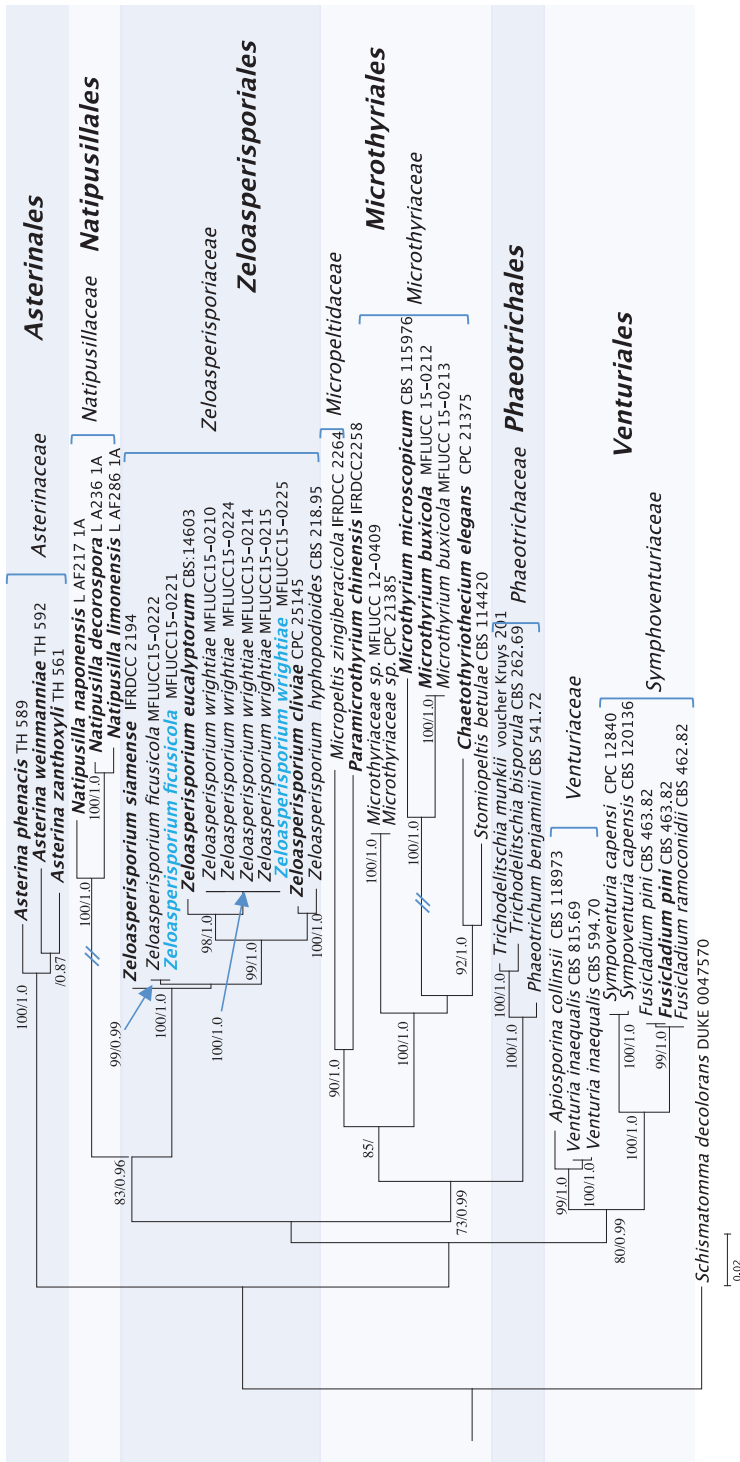 Asterina phenacis TH 589
Asterina weinmanniae TH 592
Asterina zanthoxyli TH 561
100/1.0
/0.87
Asterinaceae
Asterinales
Natipusilla naponensis L AF217 1A
Natipusilla decorospora L A236 1A
Natipusilla limonensis L AF286 1A
100/1.0
100/1.0
Natipusillaceae
Natipusillales
83/0.96
Zeloasperisporium siamense IFRDCC 2194
Zeloasperisporium ficusicola MFLUCC15-0222
Zeloasperisporium ficusicola MFLUCC15-0221
Zeloasperisporium eucalyptorum CBS:14603
Zeloasperisporium wrightiae MFLUCC15-0210
Zeloasperisporium wrightiae MFLUCC15-0224
Zeloasperisporium wrightiae MFLUCC15-0214
Zeloasperisporium wrightiae MFLUCC15-0215
Zeloasperisporium wrightiae MFLUCC15-0225
Zeloasperisporium cliviae CPC 25145
Zeloasperisporium hyphopodioides CBS 218.95
99/0.99
100/1.0
98/1.0
100/1.0
99/1.0
100/1.0
Zeloasperisporiaceae
Zeloasperisporiales
Micropeltis zingiberacicola IFRDCC 2264
Paramicrothyrium chinensis IFRDCC2258
90/1.0
Micropeltidaceae
85/
Microthyriaceae sp. MFLUCC 12-0409
Microthyriaceae sp. CPC 21385
100/1.0
100/1.0
Microthyrium microscopicum CBS 115976
Microthyrium buxicola MFLUCC 15-0212
Microthyrium buxicola MFLUCC 15-0213
100/1.0
100/1.0
Chaetothyriothecium elegans CPC 21375
Stomiopeltis betulae CBS 114420
92/1.0
Microthyriaceae
Microthyriales
73/0.99
Trichodelitschia munkii voucher Kruys 201
Trichodelitschia bisporula CBS 262.69
Phaeotrichum benjaminii CBS 541.72
100/1.0
100/1.0
Phaeotrichaceae
Phaeotrichales
Apiosporina collinsii CBS 118973
Venturia inaequalis CBS 815.69
Venturia inaequalis CBS 594.70
99/1.0
100/1.0
Venturiaceae
Venturiales
80/0.99
Sympoventuria capensi CPC 12840
Sympoventuria capensis CBS 120136
Fusicladium pini CBS 463.82
Fusicladium pini CBS 463.82
Fusicladium ramoconidii CBS 462.82
100/1.0
100/1.0
99/1.0
Symphoventuriaceae
Schismatomma decolorans DUKE 0047570
0.02